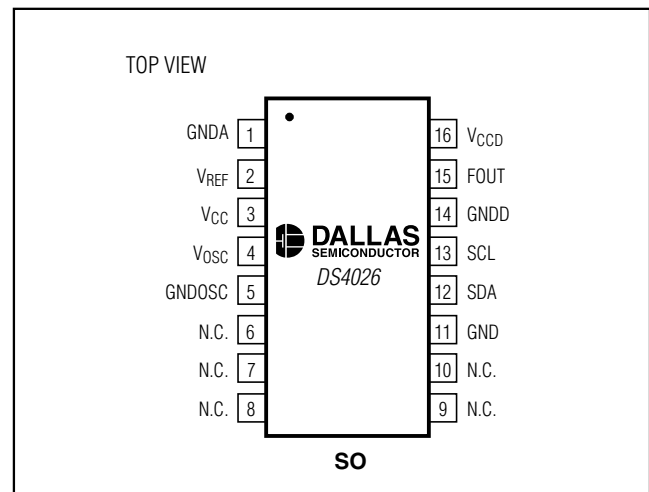 TOP VIEW
GNDA 1
VREF 2
VCC 3
VOSC 4
GNDOSC 5
N.C. 6
N.C. 7
N.C. 8
DALLAS
SEMICONDUCTOR
DS4026
16 VCCD
15 FOUT
14 GNDD
13 SCL
12 SDA
11 GND
10 N.C.
9 N.C.
SO